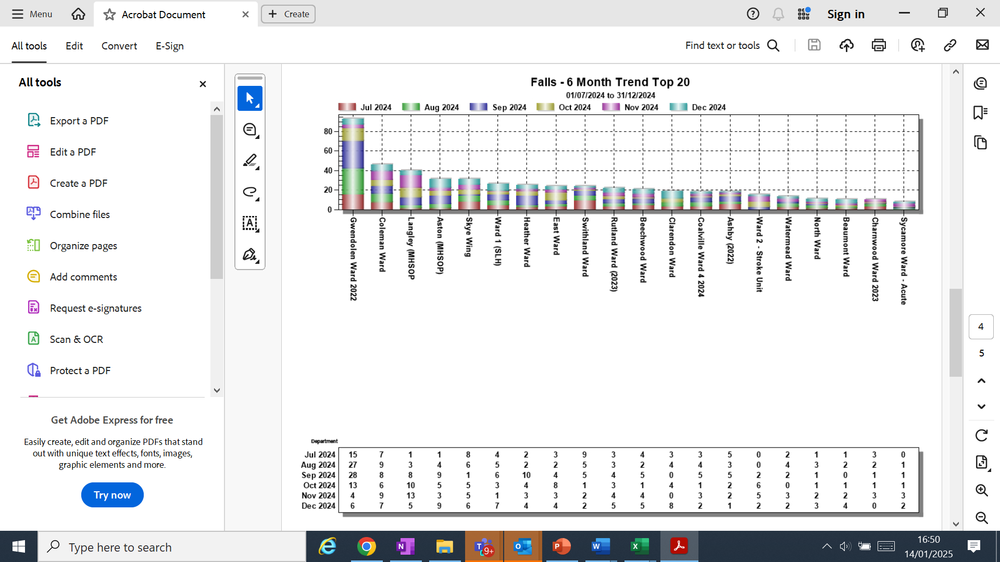 Menu
Acrobat Document
Create
Sign in
All tools
Edit
Convert
E-Sign
Find text or tools
All tools
Export a PDF
Edit a PDF
Create a PDF
Combine files
Organize pages
Add comments
Request e-signatures
Scan & OCR
Protect a PDF
Get Adobe Express for free
Easily create, edit and organize PDFs that stand
out with unique text effects, fonts, images,
graphic elements and more.
Try now
Falls - 6 Month Trend Top 20
01/07/2024 to 31/12/2024
Jul 2024 Aug 2024 Sep 2024 Oct 2024 Nov 2024 Dec 2024
80
60
40
20
0
Gwendolen Ward 2022
Coleman Ward
Langley (MHSOP
Aston (MHSOP)
Skye Wing
Ward 1 (SLH)
Heather Ward
East Ward
Swithland Ward
Rutland Ward (2023)
Beechwood Ward
Clarendon Ward
Coalville Ward 4 2024
Ashby (2022)
Ward 2 - Stroke Unit
Watermead Ward
North Ward
Beaumont Ward
Charnwood Ward 2023
Sycamore Ward - Acute
Department
Jul 2024 15 7 1 1 8 4 2 3 9 3 4 3 3 5 0 2 1 1 3 0
Aug 2024 27 9 3 4 6 5 2 2 5 3 2 4 4 3 0 4 3 2 2 1
Sep 2024 28 8 8 9 1 6 10 4 5 4 5 0 5 5 2 2 1 0 1 1
Oct 2024 13 6 10 5 5 3 4 8 1 3 1 4 1 2 6 0 1 1 1 1
Nov 2024 4 9 13 3 5 1 3 3 2 4 4 0 3 2 5 3 2 2 3 3
Dec 2024 6 7 5 9 6 7 4 4 2 5 5 8 2 1 2 2 3 4 0 2
4
5
Type here to search
9+
16:50
14/01/2025